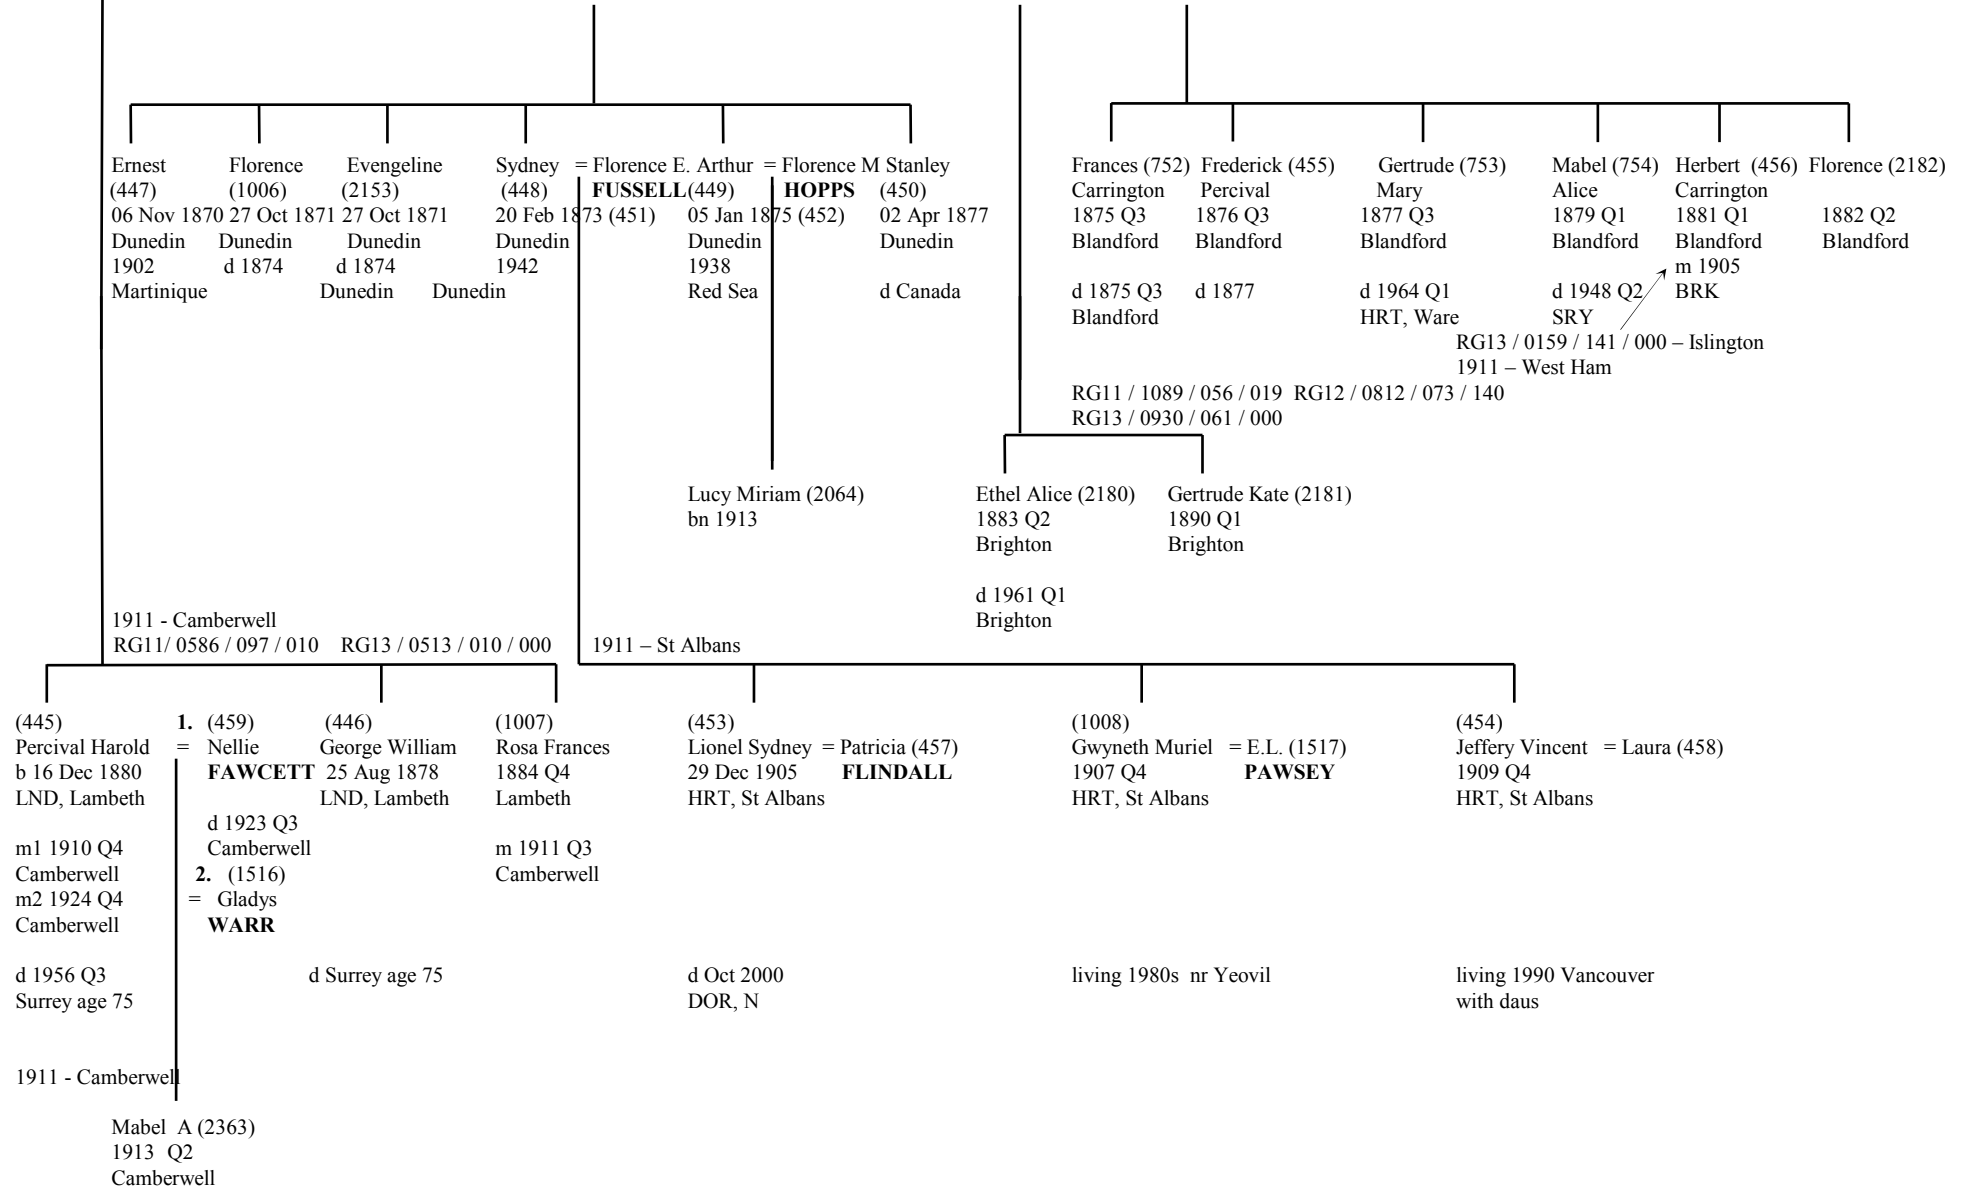 Ernest Florence Evengeline Sydney = Florence E. Arthur = Florence M Stanley Frances (752) Frederick (455) Gertrude (753) Mabel (754) Herbert (456) Florence (2182)
(447) (1006) (2153) (448) FUSSELL (449) HOPPS (450) Carrington Percival Mary Alice Carrington
06 Nov 1870 27 Oct 1871 27 Oct 1871 20 Feb 1873 (451) 05 Jan 1875 (452) 02 Apr 1877 1875 Q3 1876 Q3 1877 Q3 1879 Q1 1881 Q1 1882 Q2
Dunedin Dunedin Dunedin Dunedin Dunedin Dunedin Blandford Blandford Blandford Blandford Blandford Blandford
1902 d 1874 d 1874 1942 1938 m 1905
Martinique Dunedin Dunedin Red Sea d Canada d 1875 Q3 d 1877 d 1964 Q1 d 1948 Q2 BRK
Blandford HRT, Ware SRY
RG13 / 0159 / 141 / 000 – Islington
1911 – West Ham
RG11 / 1089 / 056 / 019 RG12 / 0812 / 073 / 140
RG13 / 0930 / 061 / 000
Lucy Miriam (2064) Ethel Alice (2180) Gertrude Kate (2181)
bn 1913 1883 Q2 1890 Q1
Brighton Brighton
d 1961 Q1
1911 - Camberwell Brighton
RG11/ 0586 / 097 / 010 RG13 / 0513 / 010 / 000 1911 – St Albans
(445) 1. (459) (446) (1007) (453) (1008) (454)
Percival Harold = Nellie George William Rosa Frances Lionel Sydney = Patricia (457) Gwyneth Muriel = E.L. (1517) Jeffery Vincent = Laura (458)
b 16 Dec 1880 FAWCETT 25 Aug 1878 1884 Q4 29 Dec 1905 FLINDALL 1907 Q4 PAWSEY 1909 Q4
LND, Lambeth LND, Lambeth Lambeth HRT, St Albans HRT, St Albans HRT, St Albans
d 1923 Q3
m1 1910 Q4 Camberwell m 1911 Q3
Camberwell 2. (1516) Camberwell
m2 1924 Q4 = Gladys
Camberwell WARR
d 1956 Q3 d Surrey age 75 d Oct 2000 living 1980s nr Yeovil living 1990 Vancouver
Surrey age 75 DOR, N with daus
1911 - Camberwell
Mabel A (2363)
1913 Q2
Camberwell